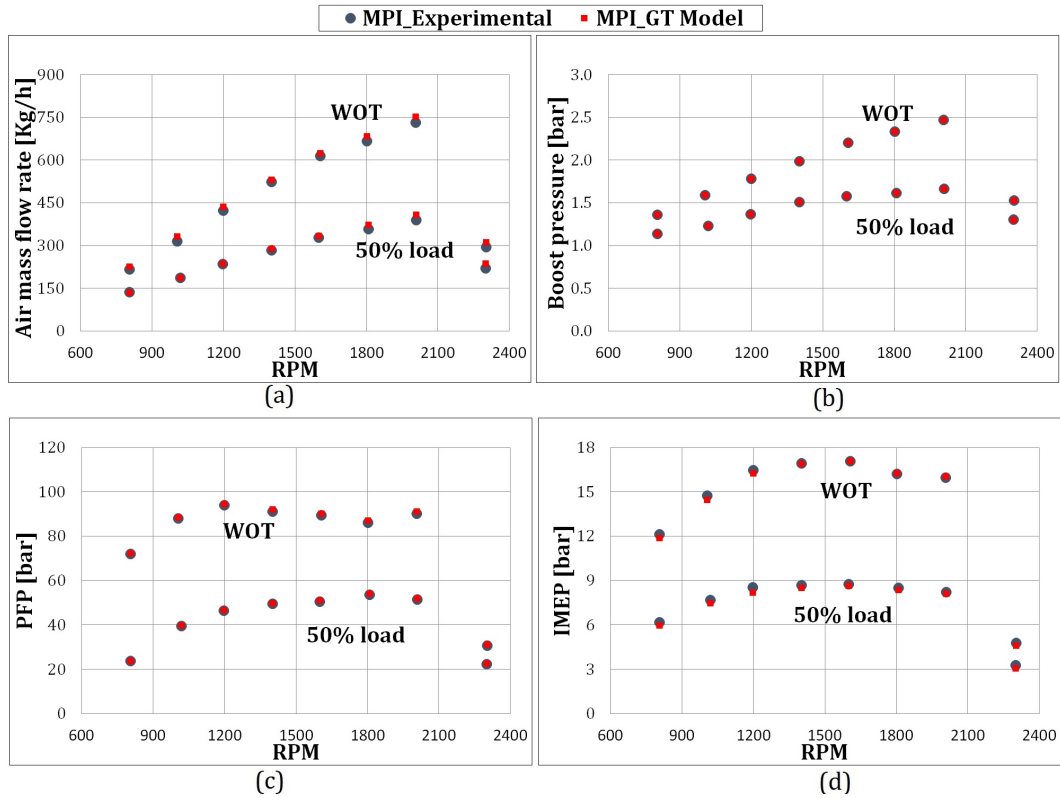 MPI_Experimental MPI_GT Model
Air mass flow rate [Kg/h]
900
750
600
450
300
150
0
WOT
50% load
600 900 1200 1500 1800 2100 2400
RPM
(a)
Boost pressure [bar]
3.0
2.5
2.0
1.5
1.0
0.5
0.0
WOT
50% load
600 900 1200 1500 1800 2100 2400
RPM
(b)
PFP [bar]
120
100
80
60
40
20
0
WOT
50% load
600 900 1200 1500 1800 2100 2400
RPM
(c)
IMEP [bar]
18
15
12
9
6
3
0
WOT
50% load
600 900 1200 1500 1800 2100 2400
RPM
(d)